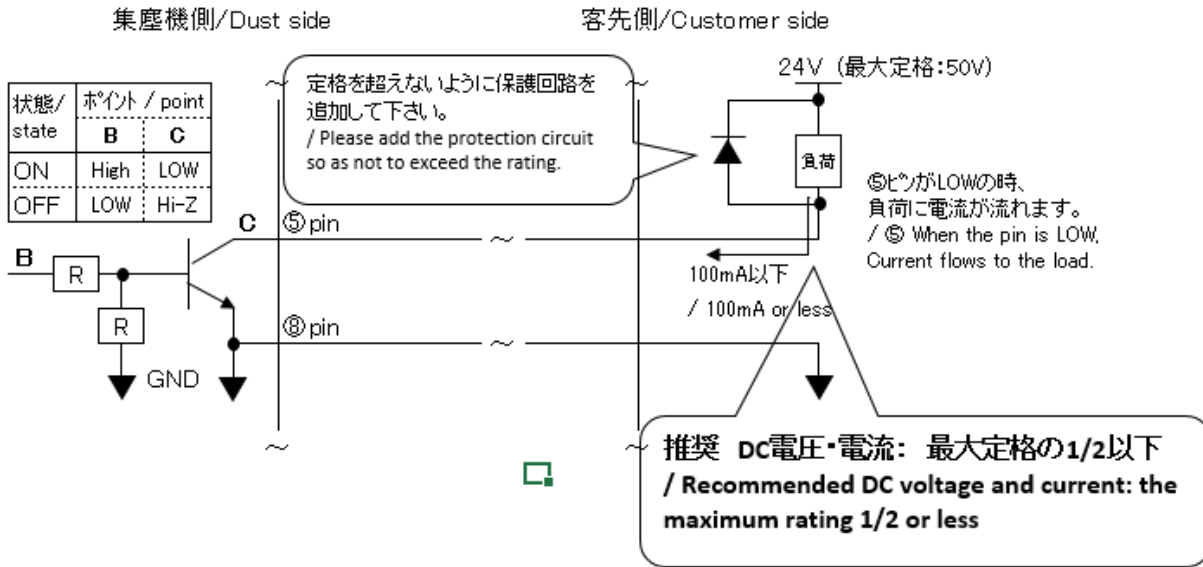 集塵機側/Dust side
客先側/Customer side
状態/
state
ポイント / point
B C
ON High LOW
OFF LOW Hi-Z
定格を超えないように保護回路を
追加して下さい。
/ Please add the protection circuit
so as not to exceed the rating.
24V (最大定格:50V)
負荷
⑤ピンがLOWの時、
負荷に電流が流れます。
/ ⑤ When the pin is LOW,
Current flows to the load.
C
⑤pin
B
R
R
100mA以下
/ 100mA or less
⑧pin
GND
推奨 DC電圧・電流: 最大定格の1/2以下
/ Recommended DC voltage and current: the
maximum rating 1/2 or less